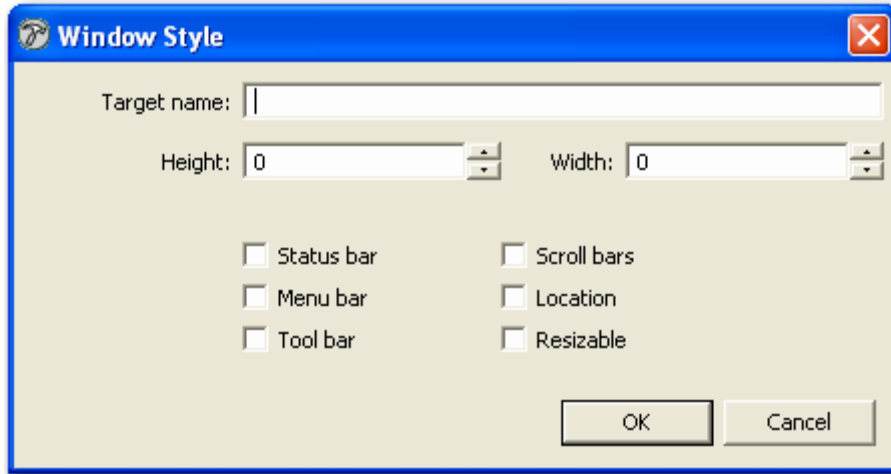 Window Style
Target name:
Height: 0 Width: 0
Status bar Scroll bars
Menu bar Location
Tool bar Resizable
OK Cancel